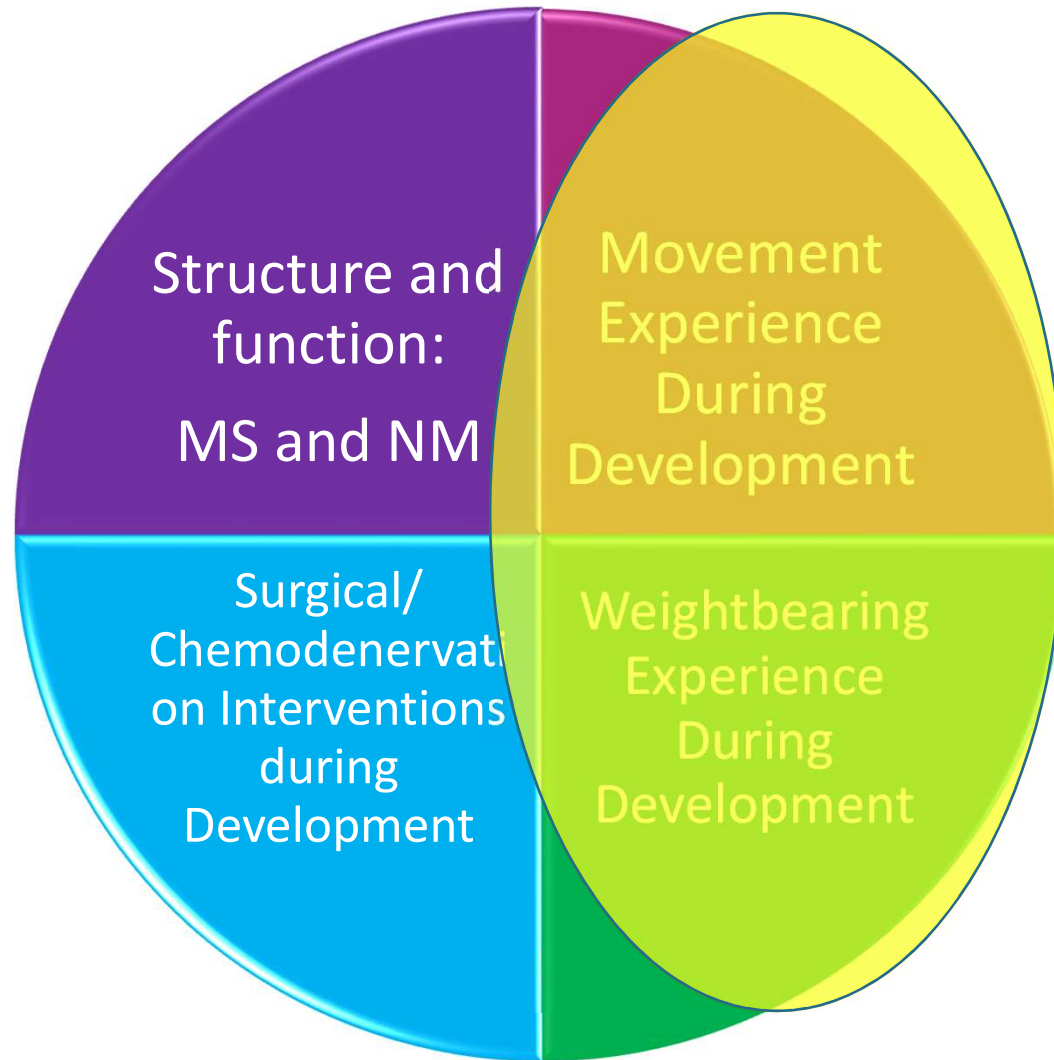 Structure and
function:
MS and NM
Movement
Experience
During
Development
Surgical/
Chemodenervati
on Interventions
during
Development
Weightbearing
Experience
During
Development